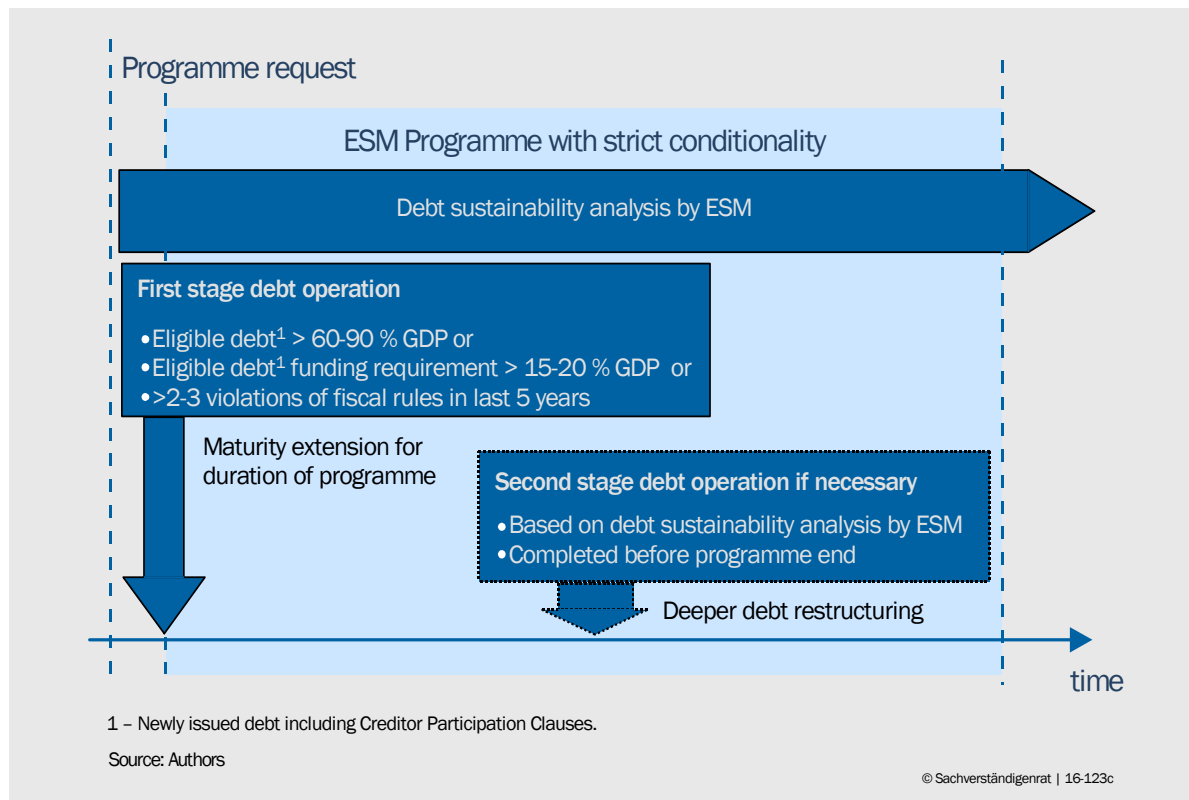 Programme request
ESM Programme with strict conditionality
Debt sustainability analysis by ESM
First stage debt operation
•Eligible debt¹ > 60-90 % GDP or
•Eligible debt¹ funding requirement > 15-20 % GDP or
•>2-3 violations of fiscal rules in last 5 years
Maturity extension for
duration of programme
Second stage debt operation if necessary
•Based on debt sustainability analysis by ESM
•Completed before programme end
Deeper debt restructuring
time
1 – Newly issued debt including Creditor Participation Clauses.
Source: Authors
© Sachverständigenrat | 16-123c